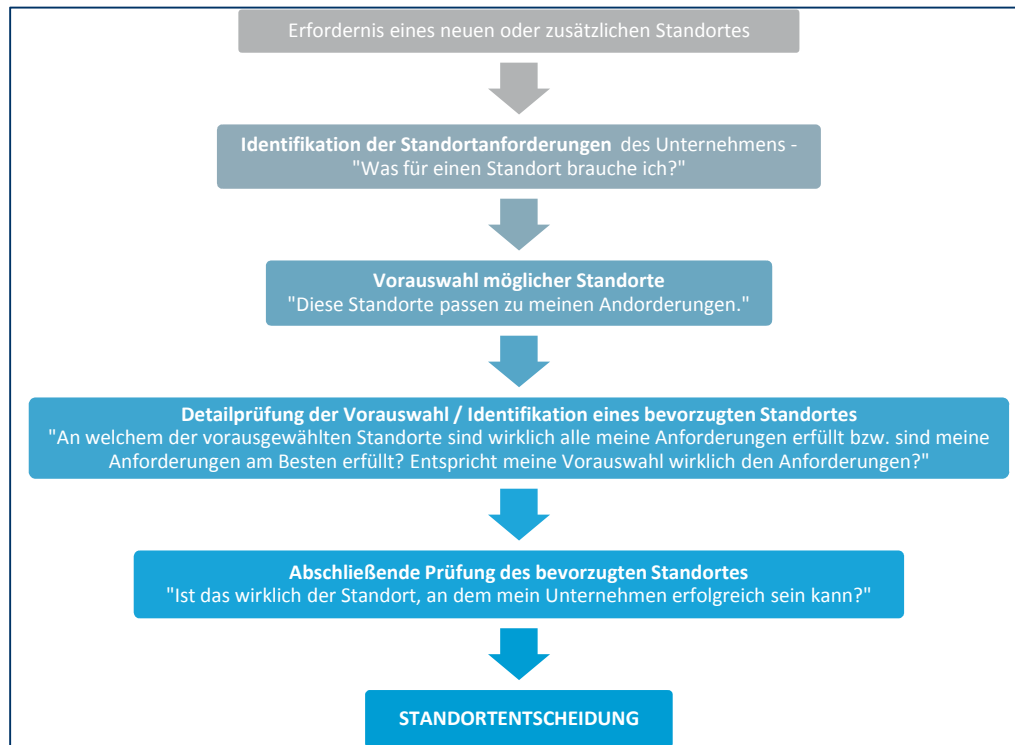 Erfordernis eines neuen oder zusätzlichen Standortes
Identifikation der Standortanforderungen des Unternehmens -
"Was für einen Standort brauche ich?"
Vorauswahl möglicher Standorte
"Diese Standorte passen zu meinen Andorderungen."
Detailprüfung der Vorauswahl / Identifikation eines bevorzugten Standortes
"An welchem der vorausgewählten Standorte sind wirklich alle meine Anforderungen erfüllt bzw. sind meine
Anforderungen am Besten erfüllt? Entspricht meine Vorauswahl wirklich den Anforderungen?"
Abschließende Prüfung des bevorzugten Standortes
"Ist das wirklich der Standort, an dem mein Unternehmen erfolgreich sein kann?"
STANDORTENTSCHEIDUNG